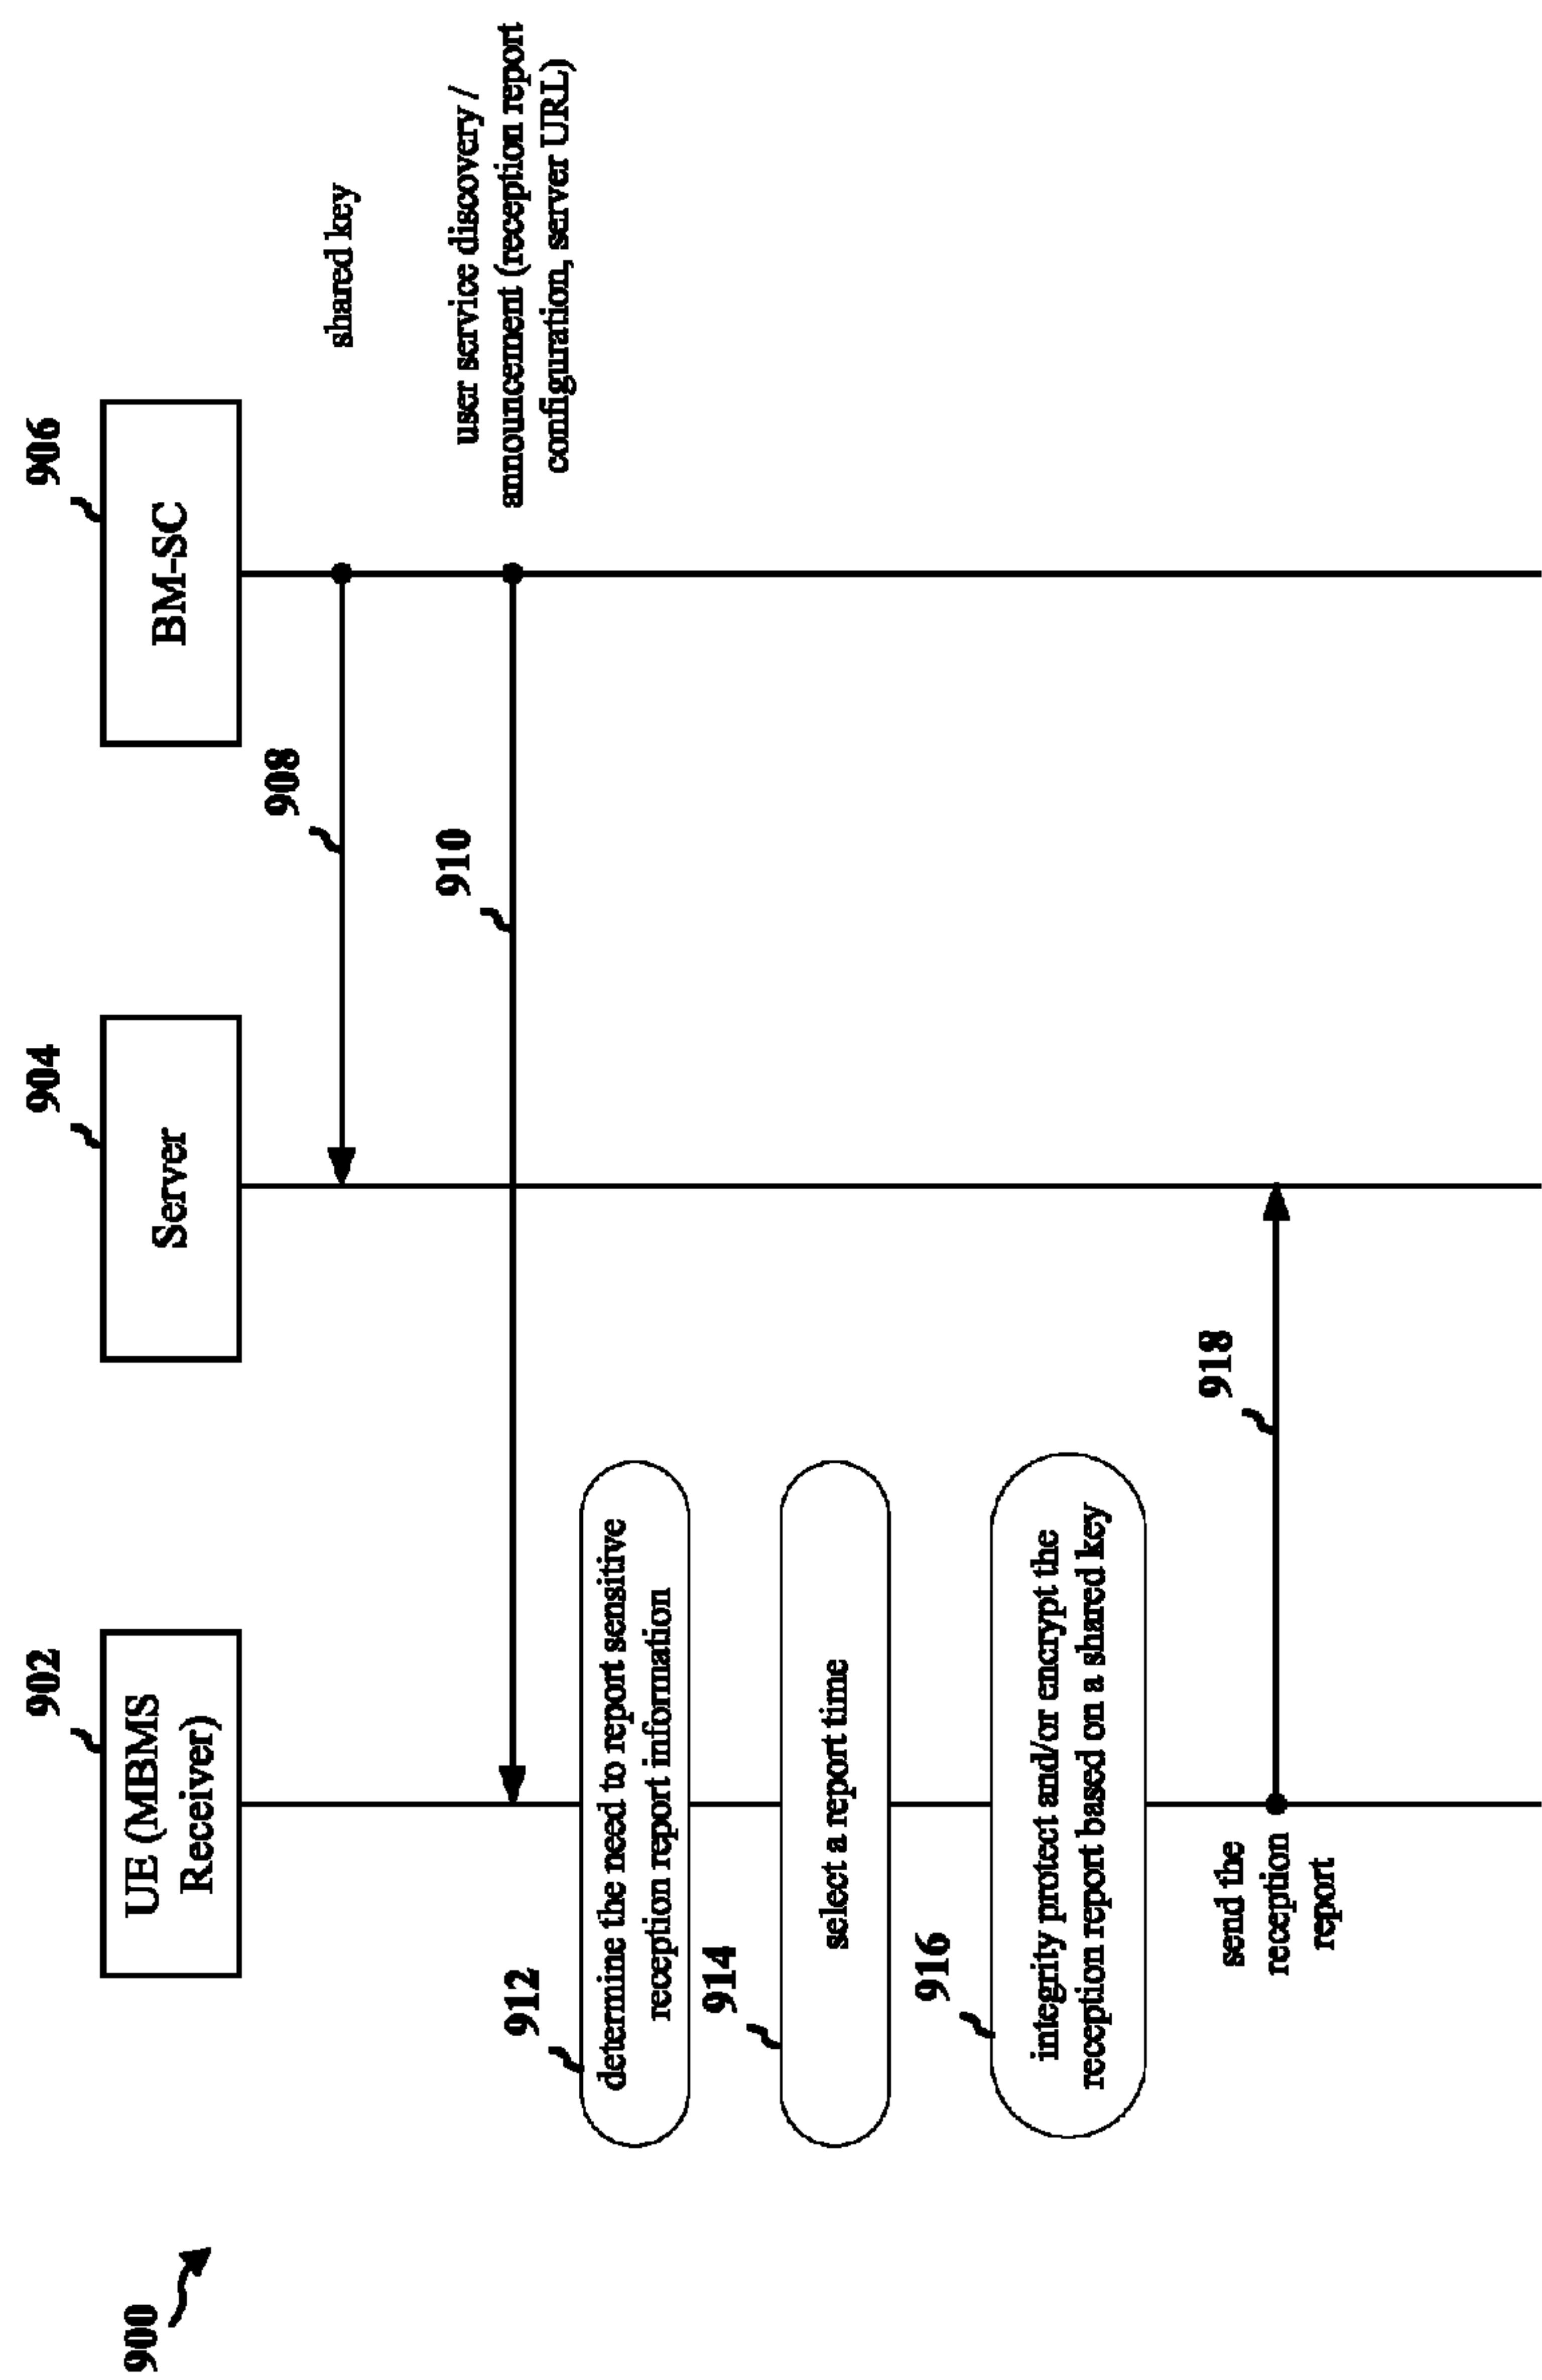 900
902
UE (MBMS
Receiver)
904
Server
906
BM-SC
908
shared key
910
user service discovery /
announcement (reception report
configuration, server URL)
912
determine the need to report sensitive
reception report information
914
select a report time
916
integrity protect and/or encrypt the
reception report based on a shared key
918
send the
reception
report